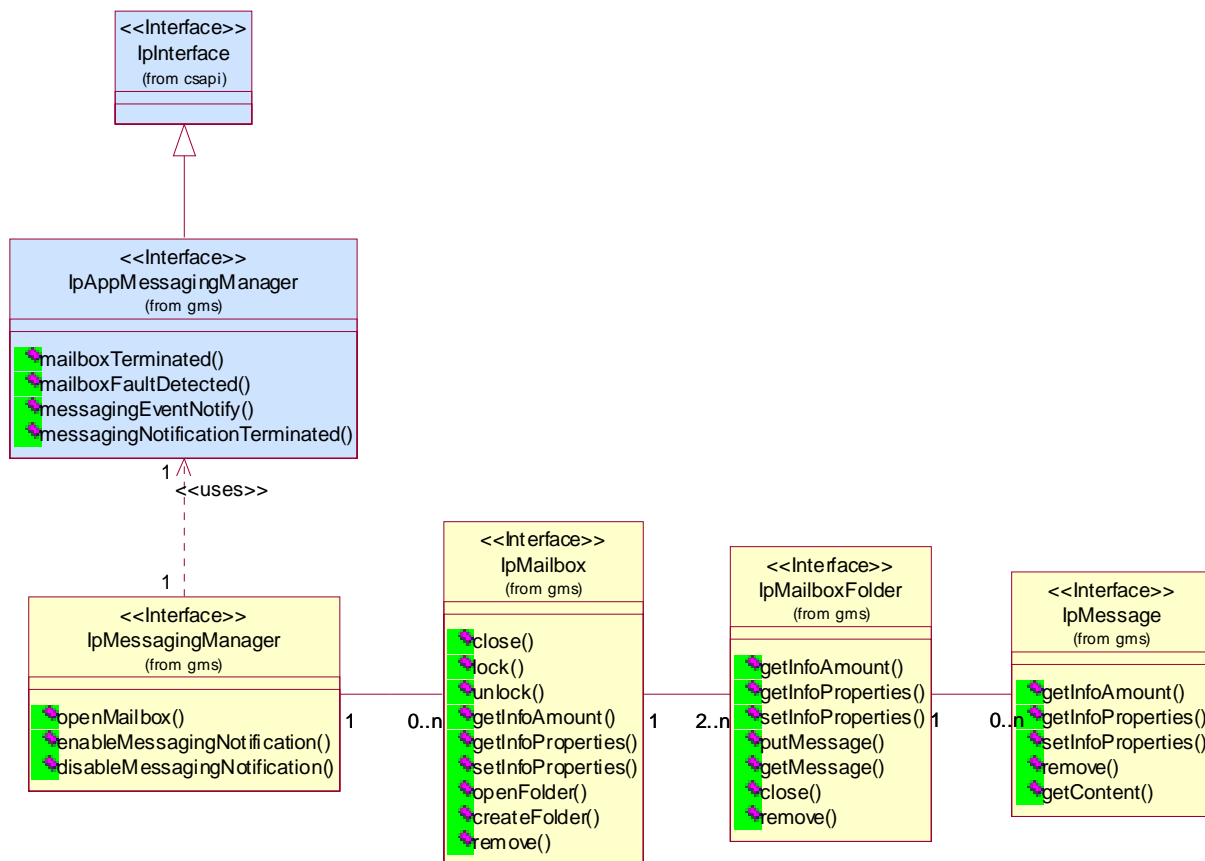 <<Interface>>
IpInterface
(from csapi)
<<Interface>>
IpAppMessagingManager
(from gms)
mailboxTerminated()
mailboxFaultDetected()
messagingEventNotify()
messagingNotificationTerminated()
1
<<uses>>
1
<<Interface>>
IpMessagingManager
(from gms)
openMailbox()
enableMessagingNotification()
disableMessagingNotification()
1
0..n
<<Interface>>
IpMailbox
(from gms)
close()
lock()
unlock()
getInfoAmount()
getInfoProperties()
setInfoProperties()
openFolder()
createFolder()
remove()
1
2..n
<<Interface>>
IpMailboxFolder
(from gms)
getInfoAmount()
getInfoProperties()
setInfoProperties()
putMessage()
getMessage()
close()
remove()
1
0..n
<<Interface>>
IpMessage
(from gms)
getInfoAmount()
getInfoProperties()
setInfoProperties()
remove()
getContent()